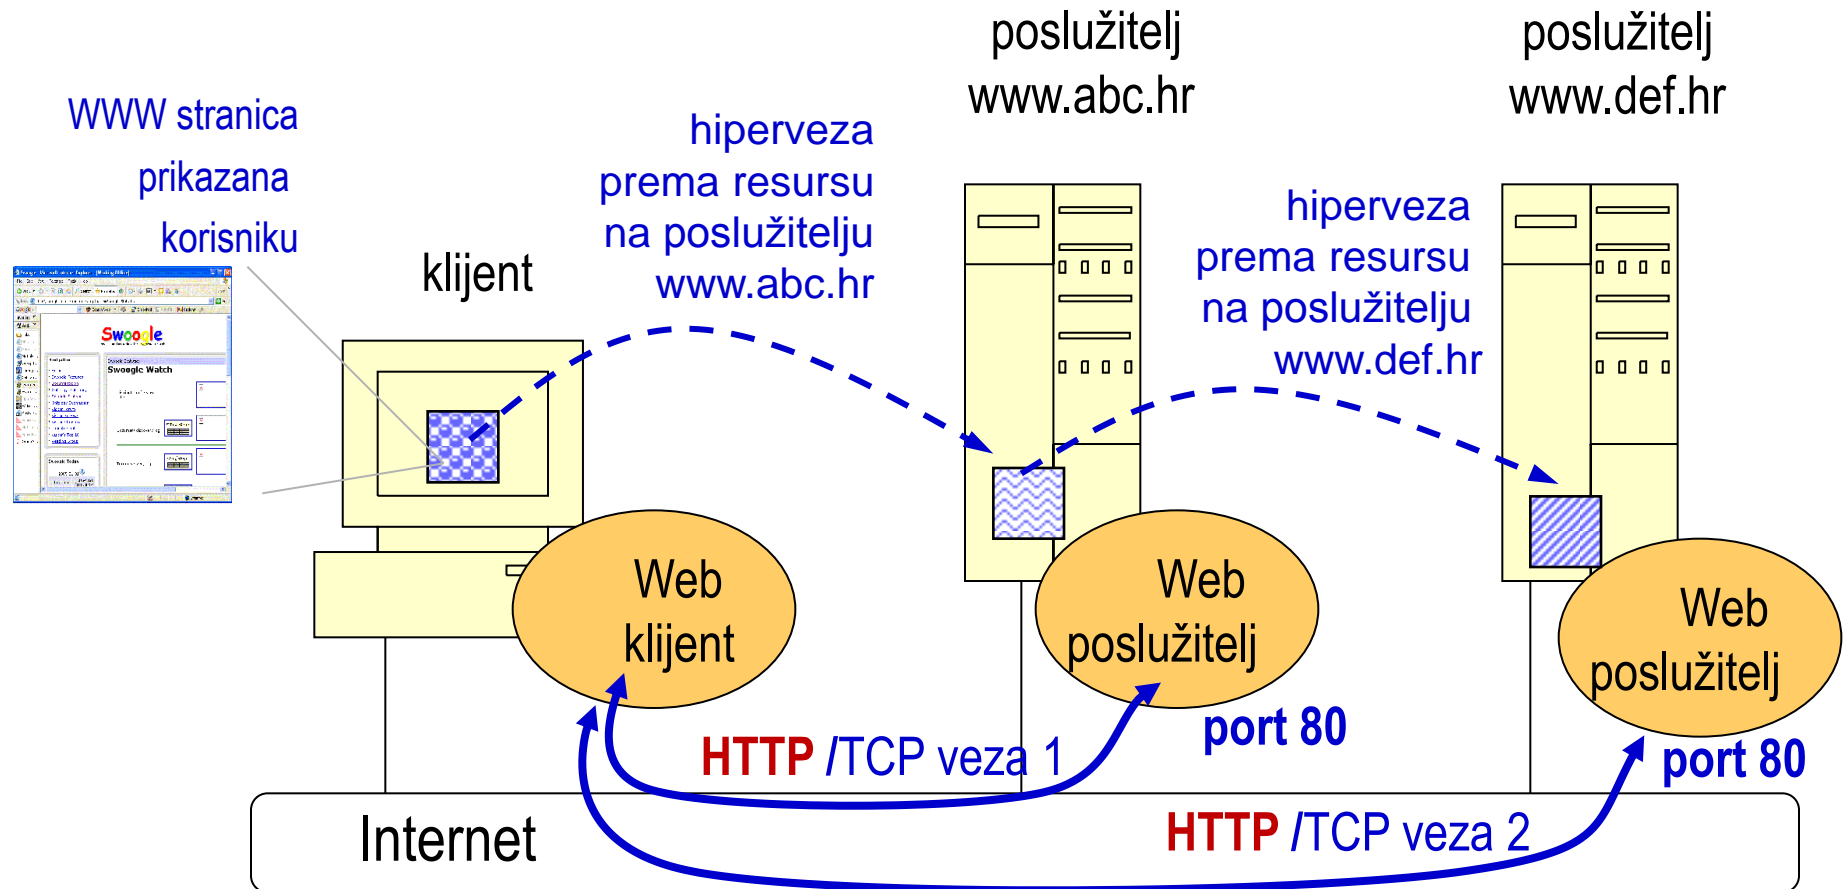 poslužitelj
www.abc.hr
poslužitelj
www.def.hr
WWW stranica
prikazana
korisniku
hiperveza
prema resursu
na poslužitelju
www.abc.hr
hiperveza
prema resursu
na poslužitelju
www.def.hr
klijent
Swoogle
Swoogle Watch
Web
klijent
Web
poslužitelj
Web
poslužitelj
port 80
port 80
HTTP /TCP veza 1
HTTP /TCP veza 2
Internet